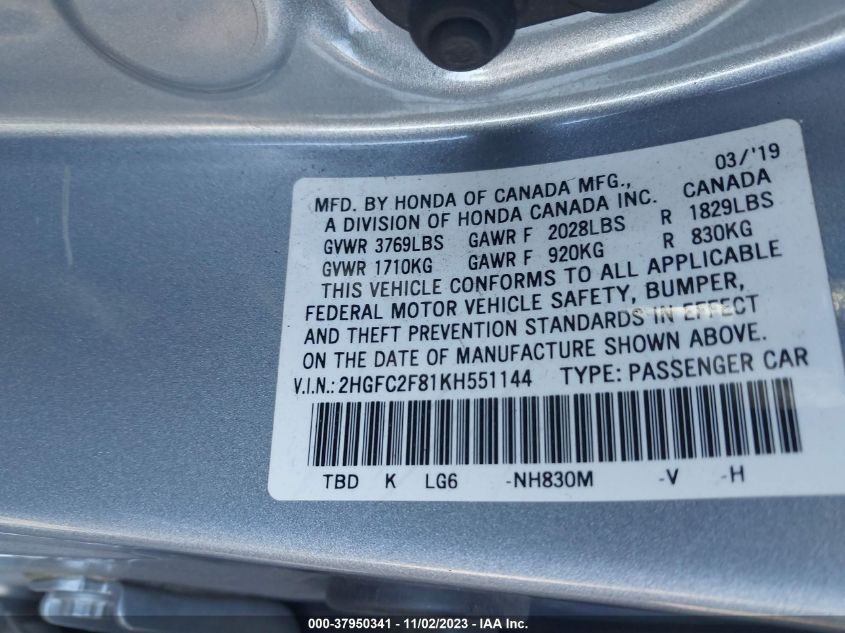 03/'19
MFD. BY HONDA OF CANADA MFG., CANADA
A DIVISION OF HONDA CANADA INC.
GVWR 3769LBS GAWR F 2028LBS R 1829LBS
GVWR 1710KG GAWR F 920KG R 830KG
THIS VEHICLE CONFORMS TO ALL APPLICABLE
FEDERAL MOTOR VEHICLE SAFETY, BUMPER,
AND THEFT PREVENTION STANDARDS IN EFFECT
ON THE DATE OF MANUFACTURE SHOWN ABOVE.
V.I.N.: 2HGFC2F81KH551144 TYPE: PASSENGER CAR
TBD K LG6 -NH830M -V -H
000-37950341 - 11/02/2023 - IAA Inc.